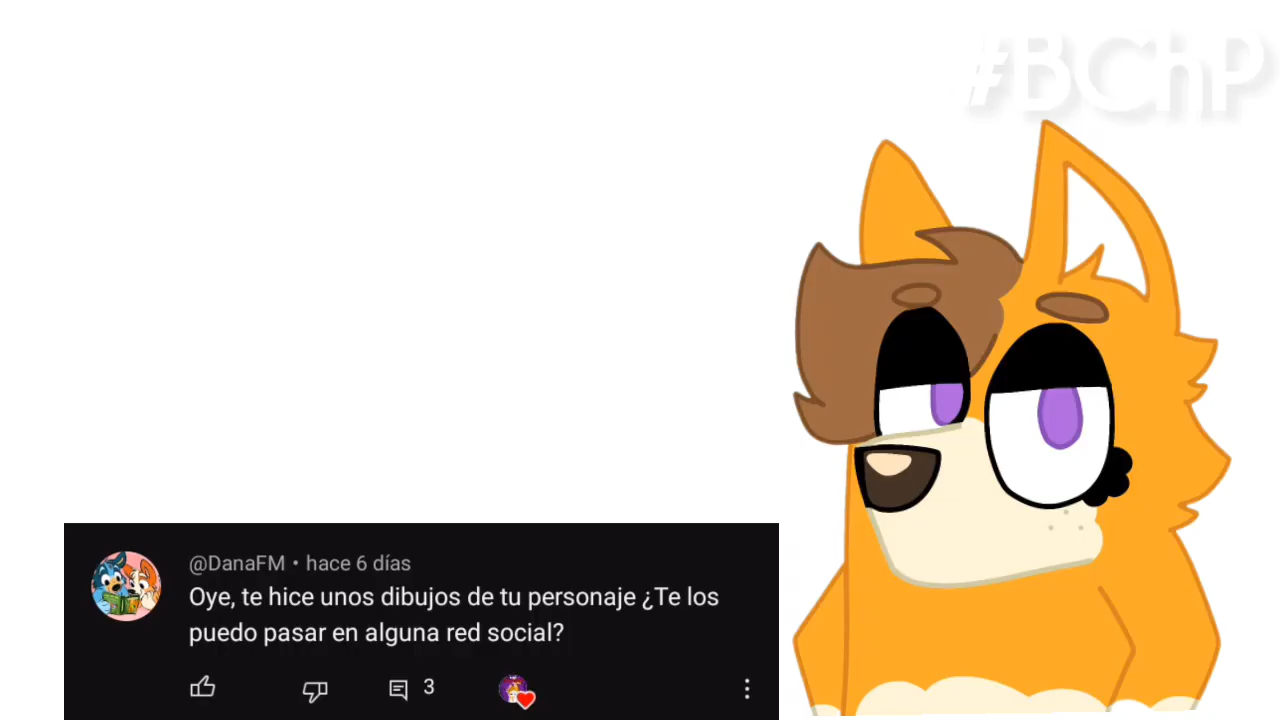 #BChP
@DanaFM • hace 6 días
Oye, te hice unos dibujos de tu personaje ¿Te los
puedo pasar en alguna red social?
3